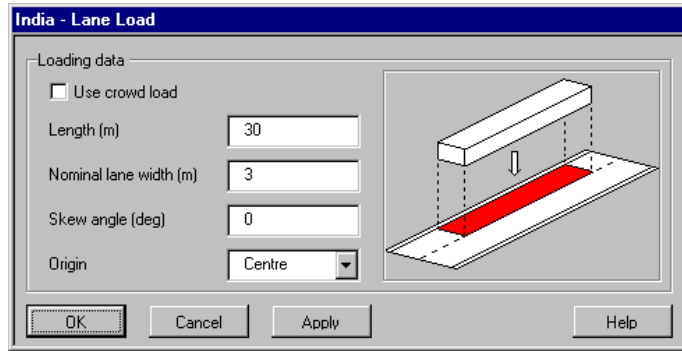 India - Lane Load
Loading data
Use crowd load
Length (m) 30
Nominal lane width (m) 3
Skew angle (deg) 0
Origin Centre
OK Cancel Apply Help